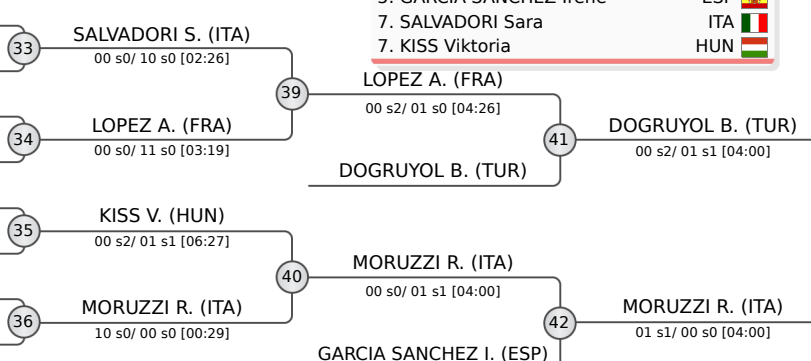 5. GARCIA SANCHEZ Irene ESP
7. SALVADORI Sara ITA
7. KISS Viktoria HUN
33
SALVADORI S. (ITA)
00 s0/ 10 s0 [02:26]
39
LOPEZ A. (FRA)
00 s2/ 01 s0 [04:26]
34
LOPEZ A. (FRA)
00 s0/ 11 s0 [03:19]
41
DOGRUYOL B. (TUR)
00 s2/ 01 s1 [04:00]
DOGRUYOL B. (TUR)
35
KISS V. (HUN)
00 s2/ 01 s1 [06:27]
40
MORUZZI R. (ITA)
00 s0/ 01 s1 [04:00]
36
MORUZZI R. (ITA)
10 s0/ 00 s0 [00:29]
42
MORUZZI R. (ITA)
01 s1/ 00 s0 [04:00]
GARCIA SANCHEZ I. (ESP)